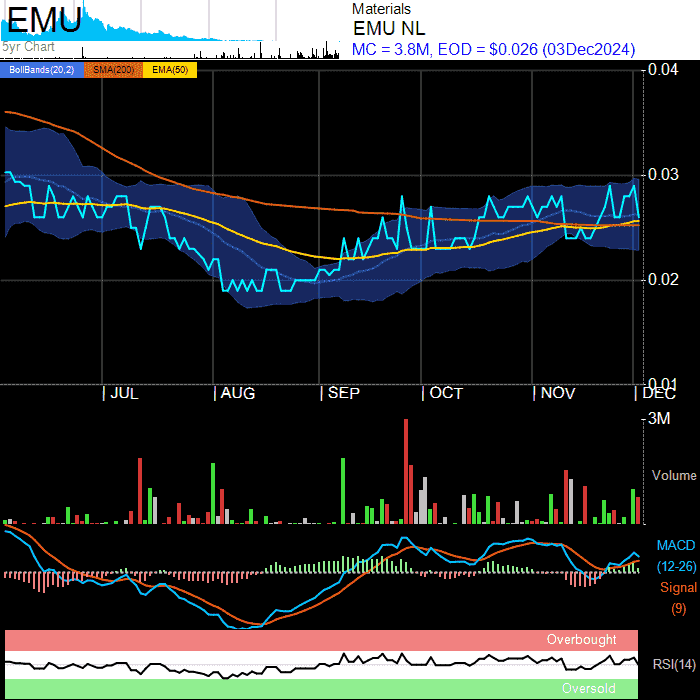 EMU
5yr Chart
Materials
EMU NL
MC = 3.8M, EOD = $0.026 (03Dec2024)
BollBands(20,2) SMA(200) EMA(50)
0.04
0.03
0.02
0.01
JUL AUG SEP OCT NOV DEC
3M
Volume
MACD
(12-26)
Signal
(9)
Overbought
RSI(14)
Oversold